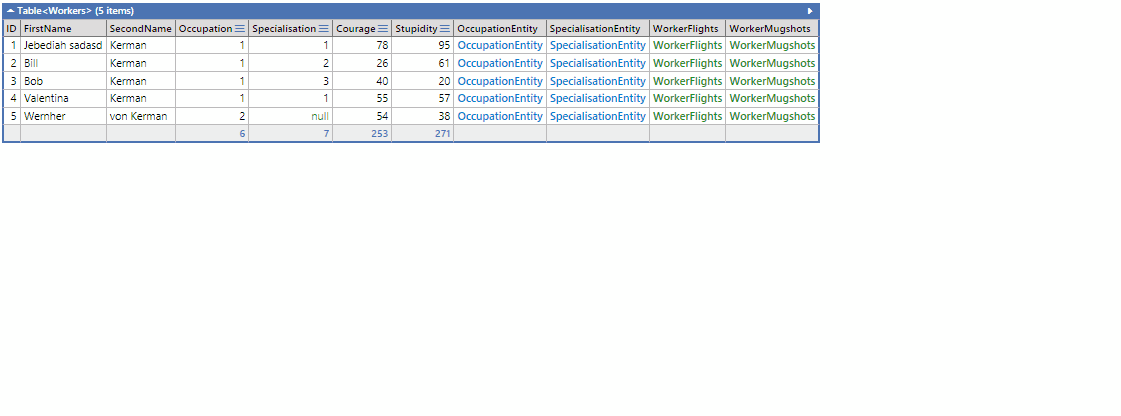 Table<Workers> (5 items)
ID FirstName SecondName Occupation Specialisation Courage Stupidity OccupationEntity SpecialisationEntity WorkerFlights WorkerMugshots
1 Jebediah sadasd Kerman 1 1 78 95 OccupationEntity SpecialisationEntity WorkerFlights WorkerMugshots
2 Bill Kerman 1 2 26 61 OccupationEntity SpecialisationEntity WorkerFlights WorkerMugshots
3 Bob Kerman 1 3 40 20 OccupationEntity SpecialisationEntity WorkerFlights WorkerMugshots
4 Valentina Kerman 1 1 55 57 OccupationEntity SpecialisationEntity WorkerFlights WorkerMugshots
5 Wernher von Kerman 2 null 54 38 OccupationEntity SpecialisationEntity WorkerFlights WorkerMugshots
6 7 253 271